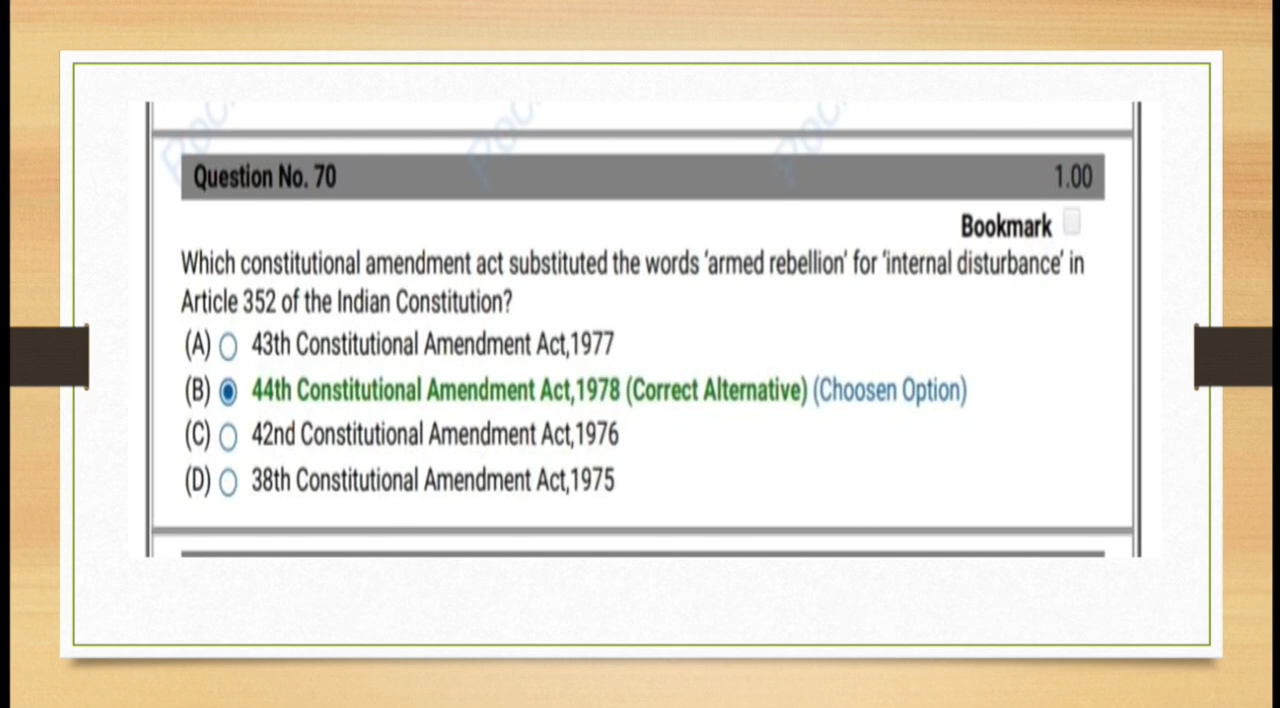 Question No. 70 1.00
Bookmark
Which constitutional amendment act substituted the words 'armed rebellion' for 'internal disturbance' in
Article 352 of the Indian Constitution?
(A) 43th Constitutional Amendment Act,1977
(B) 44th Constitutional Amendment Act,1978 (Correct Alternative) (Choosen Option)
(C) 42nd Constitutional Amendment Act,1976
(D) 38th Constitutional Amendment Act,1975